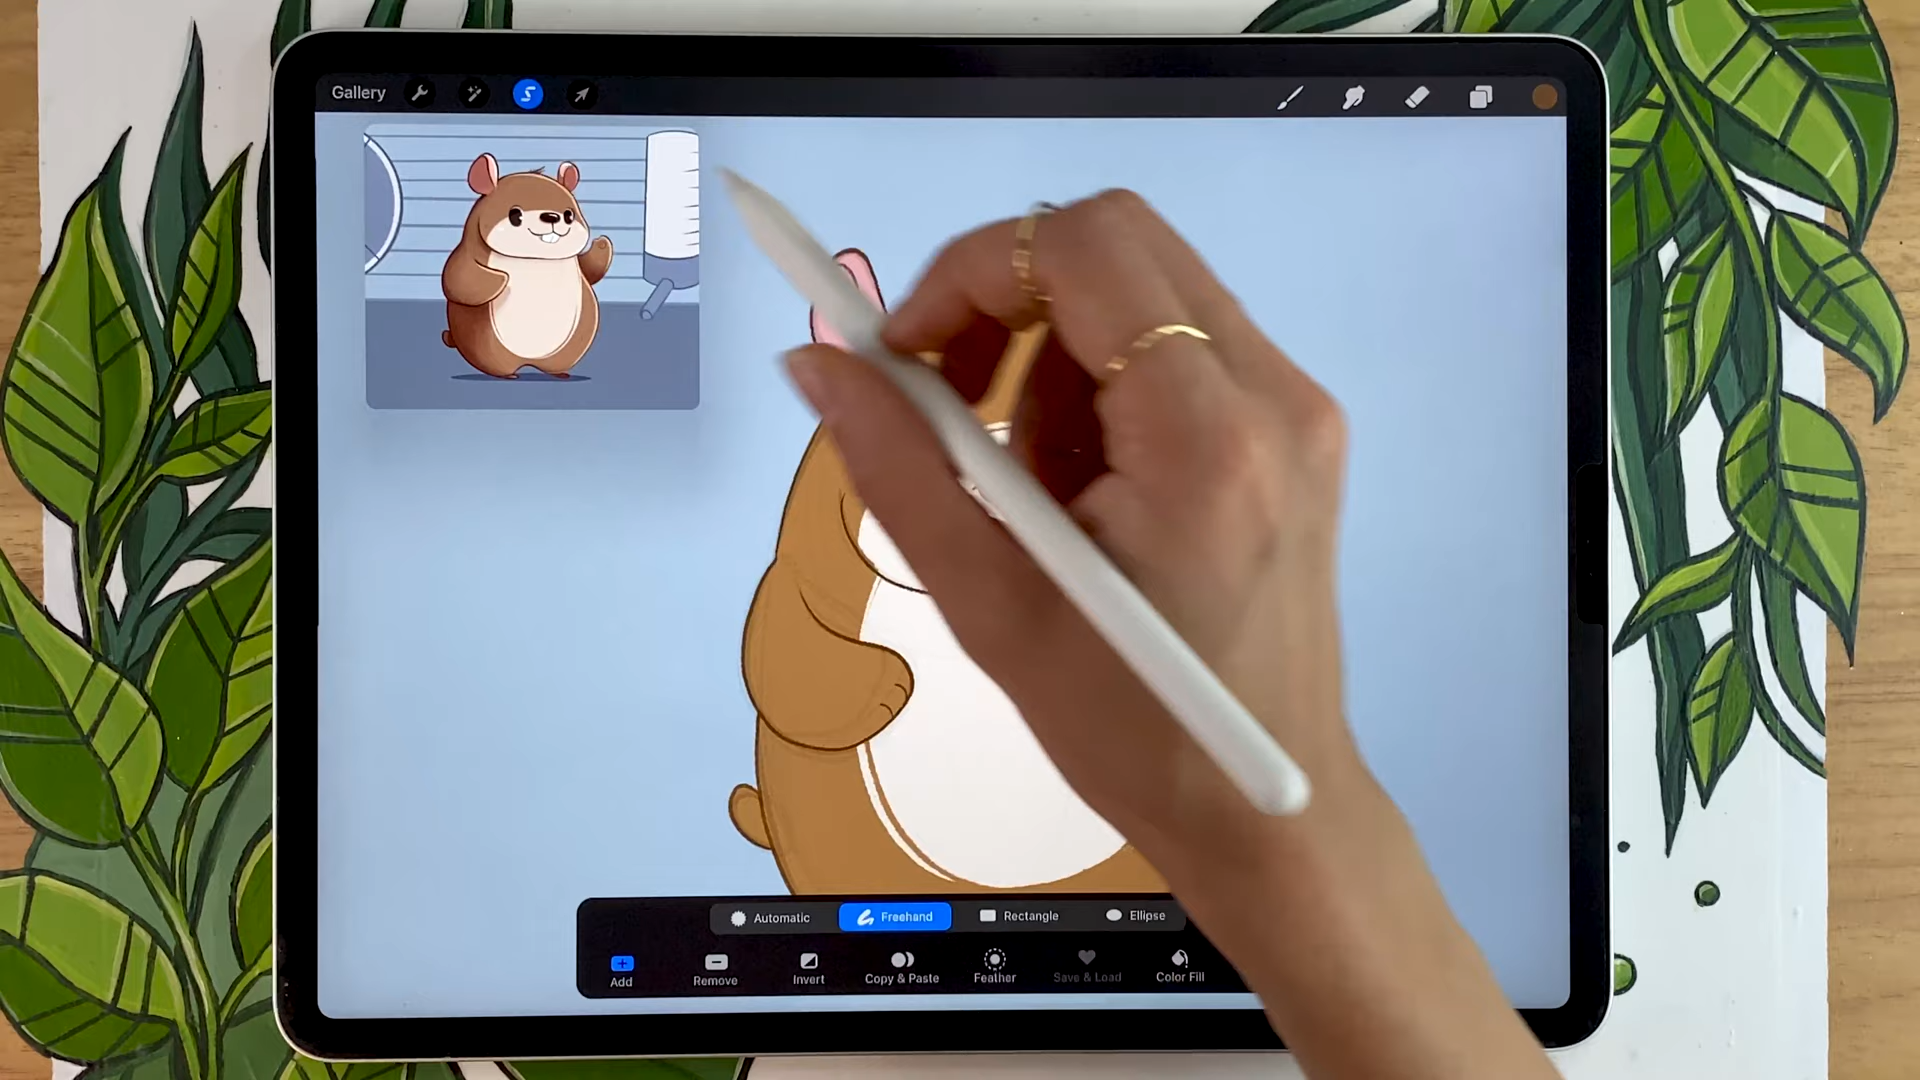 Gallery
Automatic Freehand Rectangle Ellipse
Add Remove Invert Copy & Paste Feather Save & Load Color Fill